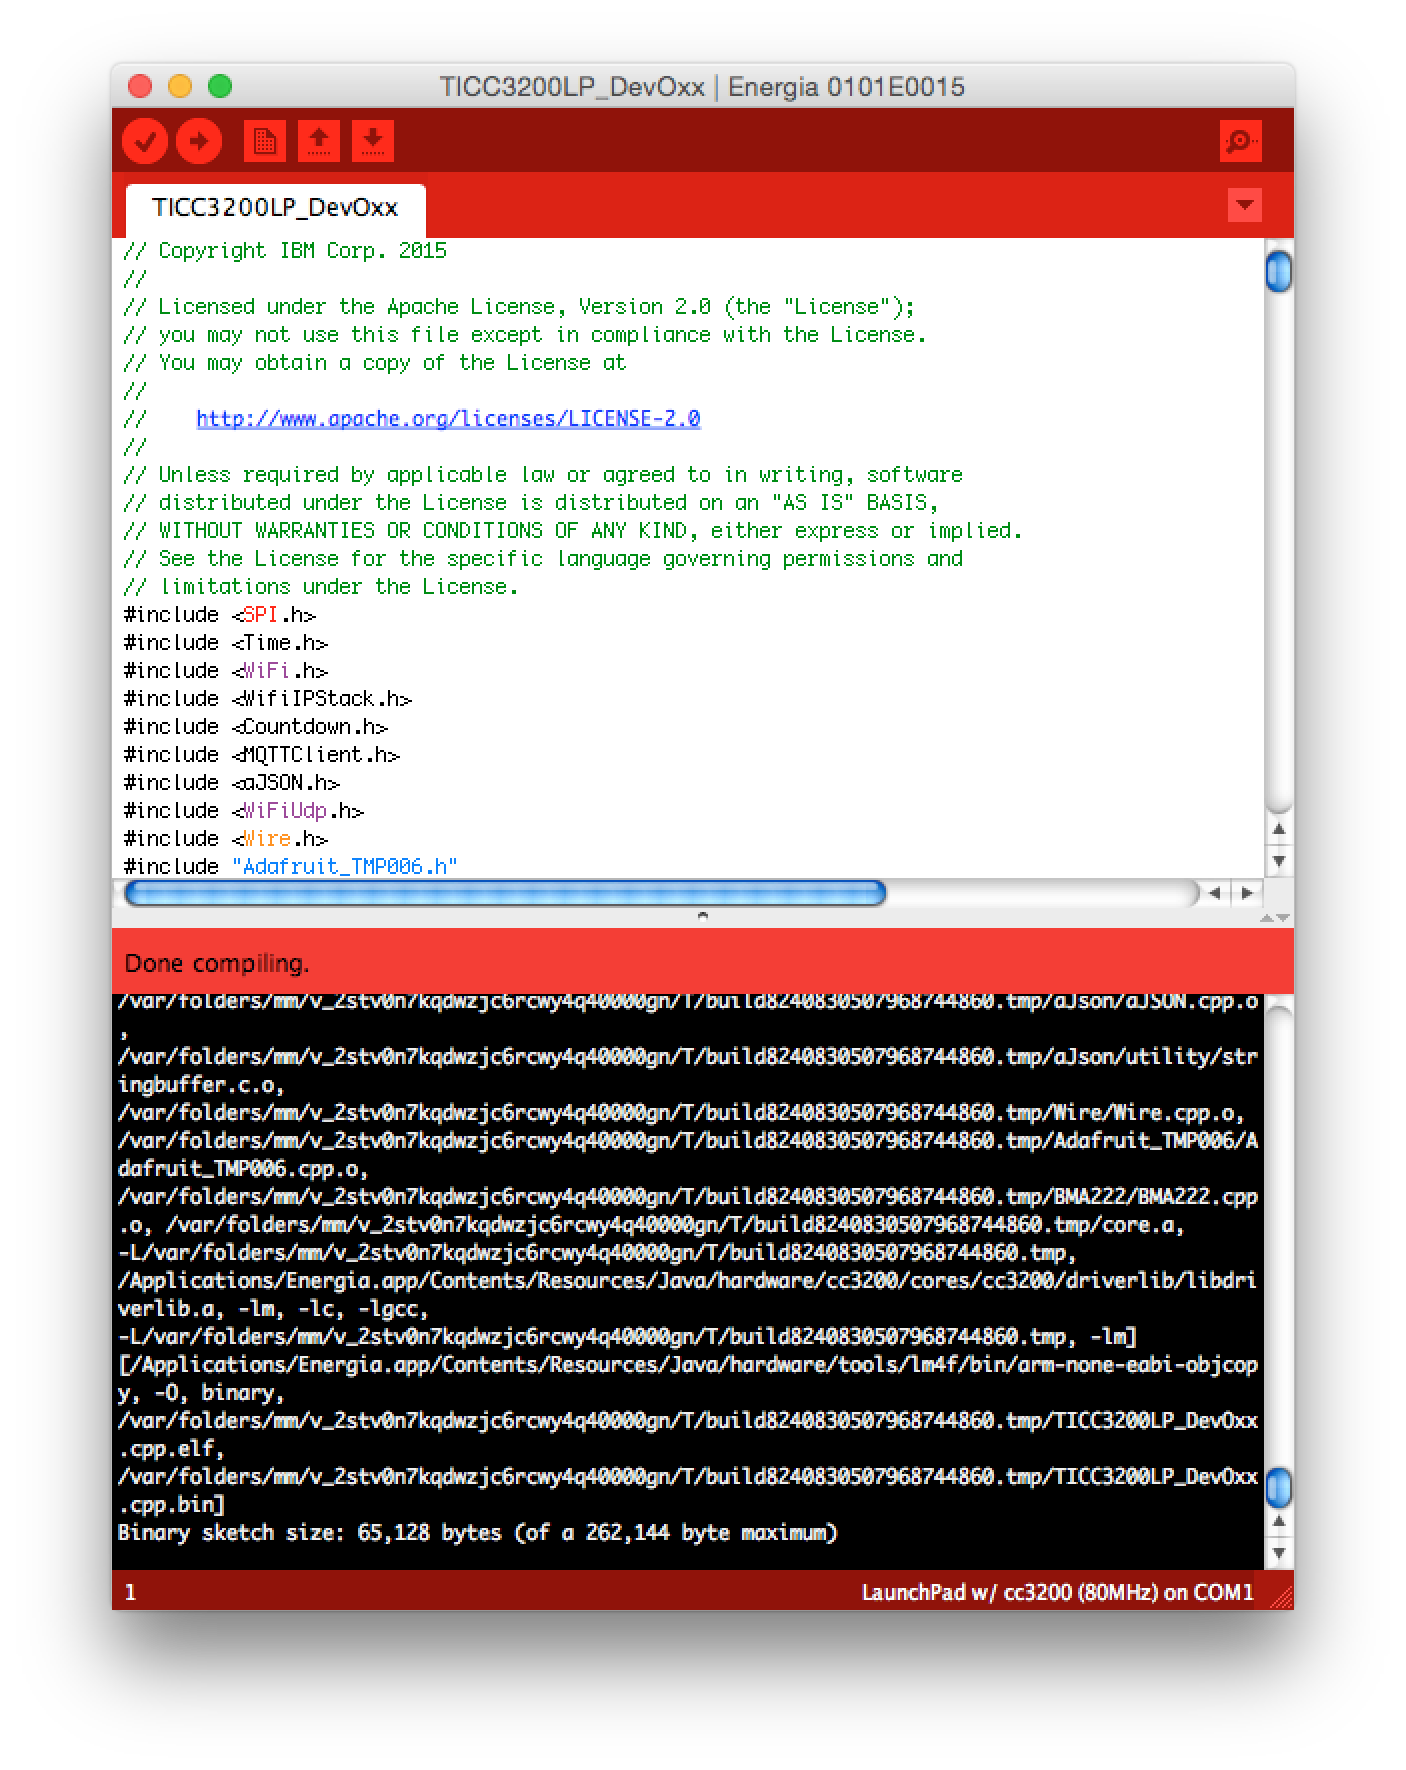 TICC3200LP_DevOxx | Energia 0101E0015
TICC3200LP_DevOxx
// Copyright IBM Corp. 2015
//
// Licensed under the Apache License, Version 2.0 (the "License");
// you may not use this file except in compliance with the License.
// You may obtain a copy of the License at
//
//    http://www.apache.org/licenses/LICENSE-2.0
//
// Unless required by applicable law or agreed to in writing, software
// distributed under the License is distributed on an "AS IS" BASIS,
// WITHOUT WARRANTIES OR CONDITIONS OF ANY KIND, either express or implied.
// See the License for the specific language governing permissions and
// limitations under the License.
#include <SPI.h>
#include <Time.h>
#include <WiFi.h>
#include <WifiIPStack.h>
#include <Countdown.h>
#include <MQTTClient.h>
#include <aJSON.h>
#include <WiFiUdp.h>
#include <Wire.h>
#include "Adafruit_TMP006.h"
Done compiling.
/var/folders/mm/v_2stv0n7kqdwzjc6rcwy4q40000gn/T/build8240830507968744860.tmp/aJson/aJSON.cpp.o
,
/var/folders/mm/v_2stv0n7kqdwzjc6rcwy4q40000gn/T/build8240830507968744860.tmp/aJson/utility/str
ingbuffer.c.o,
/var/folders/mm/v_2stv0n7kqdwzjc6rcwy4q40000gn/T/build8240830507968744860.tmp/Wire/Wire.cpp.o,
/var/folders/mm/v_2stv0n7kqdwzjc6rcwy4q40000gn/T/build8240830507968744860.tmp/Adafruit_TMP006/A
dafruit_TMP006.cpp.o,
/var/folders/mm/v_2stv0n7kqdwzjc6rcwy4q40000gn/T/build8240830507968744860.tmp/BMA222/BMA222.cpp
.o, /var/folders/mm/v_2stv0n7kqdwzjc6rcwy4q40000gn/T/build8240830507968744860.tmp/core.a,
-L/var/folders/mm/v_2stv0n7kqdwzjc6rcwy4q40000gn/T/build8240830507968744860.tmp,
/Applications/Energia.app/Contents/Resources/Java/hardware/cc3200/cores/cc3200/driverlib/libdri
verlib.a, -lm, -lc, -lgcc,
-L/var/folders/mm/v_2stv0n7kqdwzjc6rcwy4q40000gn/T/build8240830507968744860.tmp, -lm]
[/Applications/Energia.app/Contents/Resources/Java/hardware/tools/lm4f/bin/arm-none-eabi-objcop
y, -O, binary,
/var/folders/mm/v_2stv0n7kqdwzjc6rcwy4q40000gn/T/build8240830507968744860.tmp/TICC3200LP_DevOxx
.cpp.elf,
/var/folders/mm/v_2stv0n7kqdwzjc6rcwy4q40000gn/T/build8240830507968744860.tmp/TICC3200LP_DevOxx
.cpp.bin]
Binary sketch size: 65,128 bytes (of a 262,144 byte maximum)
1 LaunchPad w/ cc3200 (80MHz) on COM1